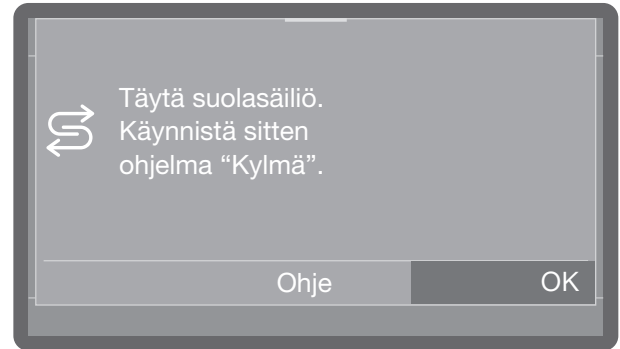 Täytä suolasäiliö.
Käynnistä sitten
ohjelma “Kylmä”.
Ohje
OK